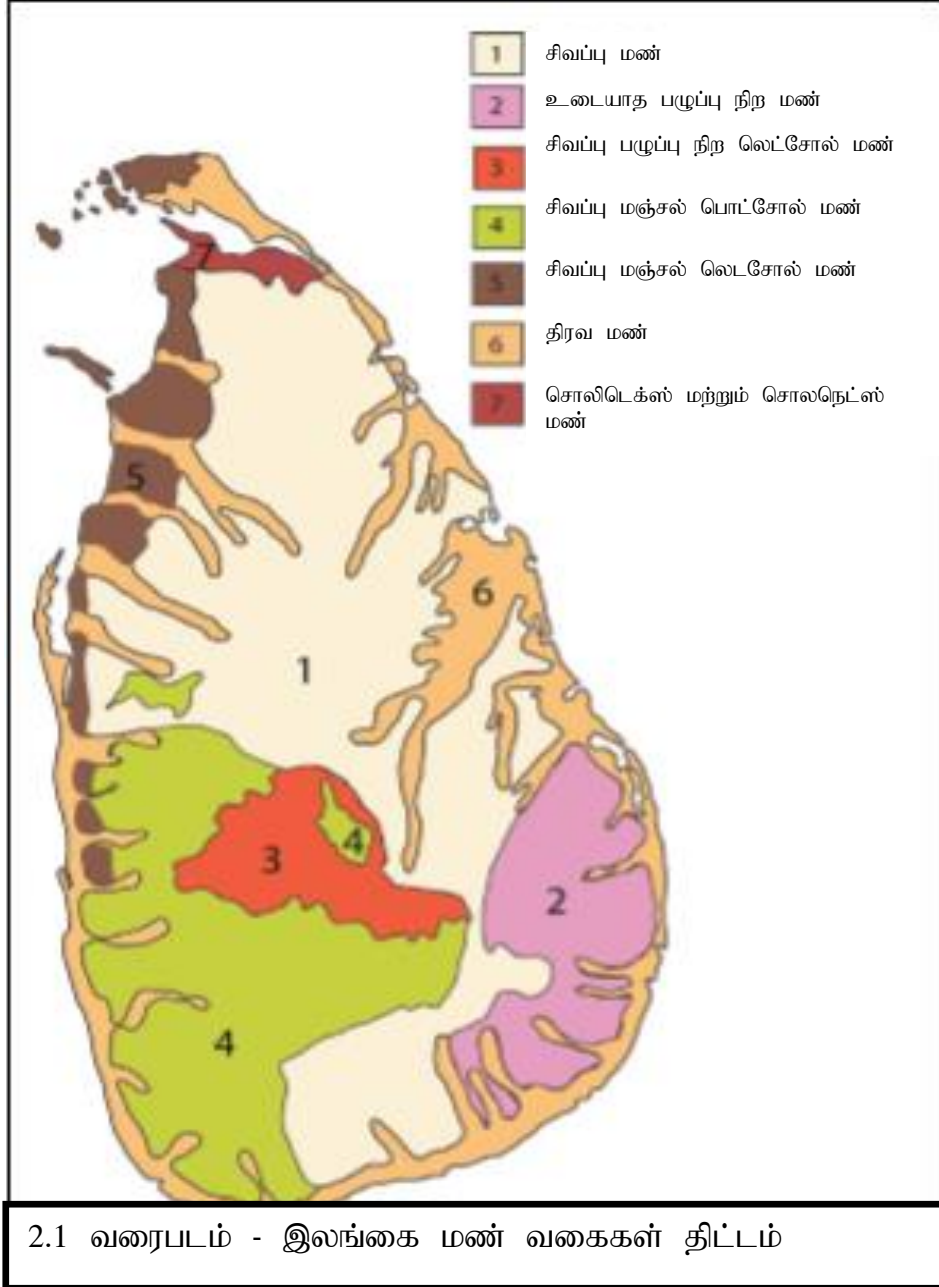 1 சிவப்பு மண்
2 உடையாத பழுப்பு நிற மண்
3 சிவப்பு பழுப்பு நிற லெட்சோல் மண்
4 சிவப்பு மஞ்சல் பொட்சோல் மண்
5 சிவப்பு மஞ்சல் லெடசோல் மண்
6 திரவ மண்
7 சொலிடெக்ஸ் மற்றும் சொலநெட்ஸ்
மண்
7
5
6
1
4
3
2
4
2.1 வரைபடம் - இலங்கை மண் வகைகள் திட்டம்